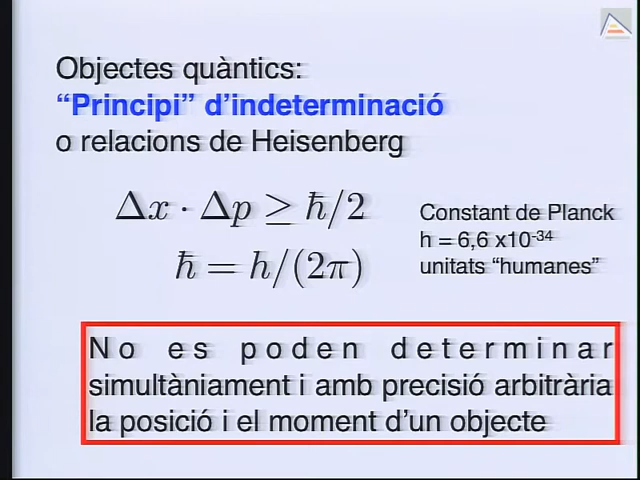 Objectes quàntics:
“Principi” d’indeterminació
o relacions de Heisenberg
Δx · Δp ≥ ħ/2
ħ = h/(2π)
Constant de Planck
h = 6,6 x10⁻³⁴
unitats “humanes”
No es poden determinar
simultàniament i amb precisió arbitrària
la posició i el moment d’un objecte